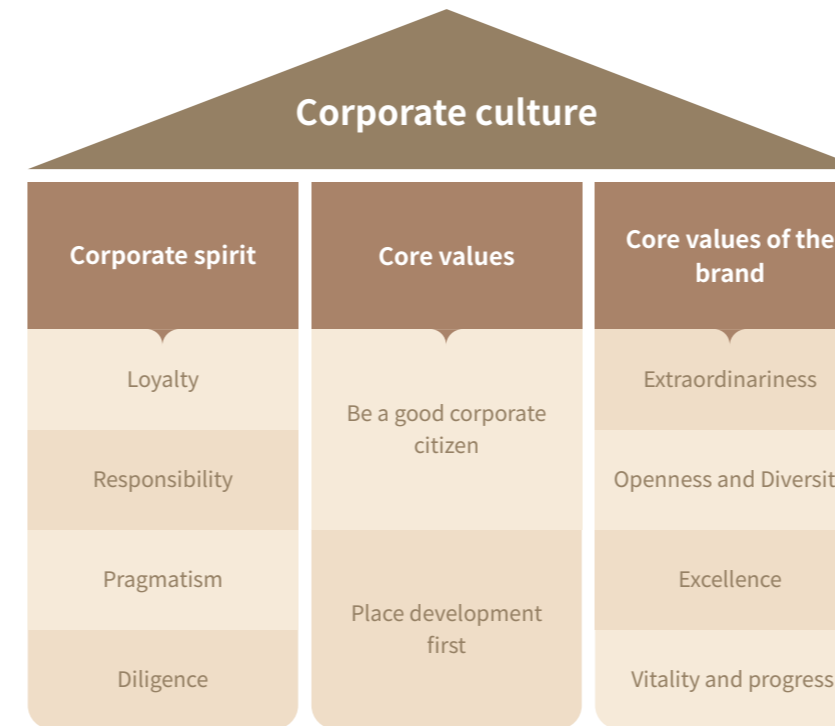 Corporate culture
Corporate spirit
Loyalty
Responsibility
Pragmatism
Diligence
Core values
Be a good corporate
citizen
Place development
first
Core values of the
brand
Extraordinariness
Openness and Diversit
Excellence
Vitality and progress